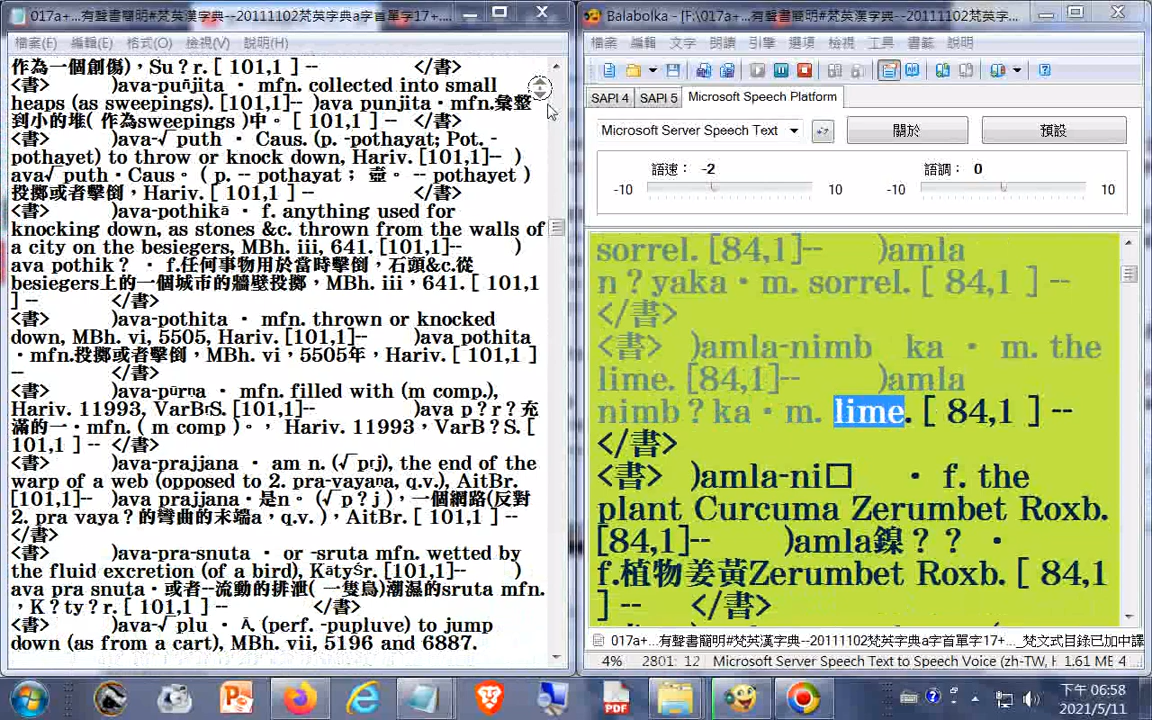 017a+...有聲書簡明#梵英漢字典--20111102梵英字典a字首單字17+...
檔案(E) 編輯(E) 格式(O) 檢視(V) 說明(H)
作為一個創傷), Su ? r. [ 101,1 ] -- </書>
<書> )ava-puñjita · mfn. collected into small
heaps (as sweepings). [101,1]-- )ava punjita · mfn.彙整
到小的堆( 作為sweepings )中。 [ 101,1 ] -- </書>
<書> )ava-√ puth · Caus. (p. -pothayat; Pot. -
pothayet) to throw or knock down, Hariv. [101,1]-- )
ava√ puth · Caus。 ( p. -- pothayat; 壺。 -- pothayet )
投擲或者擊倒, Hariv. [ 101,1 ] -- </書>
<書> )ava-pothikā · f. anything used for
knocking down, as stones &c. thrown from the walls of
a city on the besiegers, MBh. iii, 641. [101,1]-- )
ava pothik ? · f.任何事物用於當時擊倒,石頭&c.從
besiegers上的一個城市的牆壁投擲,MBh. iii,641. [ 101,1
] -- </書>
<書> )ava-pothita · mfn. thrown or knocked
down, MBh. vi, 5505, Hariv. [101,1]-- )ava pothita
· mfn.投擲或者擊倒,MBh. vi,5505年,Hariv. [ 101,1 ]
-- </書>
<書> )ava-pūrṇa · mfn. filled with (m comp.),
Hariv. 11993, VarBṛS. [101,1]-- )ava p?r?充
滿的一·mfn. ( m comp )。, Hariv. 11993,VarB?S. [
101,1 ] -- </書>
<書> )ava-prajjana · am n. (√pṛj), the end of the
warp of a web (opposed to 2. pra-vayaṇa, q.v.), AitBr.
[101,1]-- )ava prajjana · 是n。 (√p?j ),一個網路(反對
2. pra vaya?的彎曲的末端a,q.v. ),AitBr. [ 101,1 ] --
</書>
<書> )ava-pra-snuta · or -sruta mfn. wetted by
the fluid excretion (of a bird), KātyŚr. [101,1]-- )
ava pra snuta · 或者--流動的排泄( 一隻鳥)潮濕的sruta mfn.
,K?ty?r. [ 101,1 ] -- </書>
<書> )ava-√ plu · Ā. (perf. -pupluve) to jump
down (as from a cart), MBh. vii, 5196 and 6887.
Balabolka - [F:\017a+...有聲書簡明#梵英漢字典--20111102梵英字...
檔案 編輯 文字 朗讀 引擎 選項 檢視 工具 書籤 說明
SAPI 4 SAPI 5 Microsoft Speech Platform
Microsoft Server Speech Text 關於 預設
語速: -2 語調: 0
-10 10 -10 10
sorrel. [84,1]-- )amla
n ? yaka · m. sorrel. [ 84,1 ] --
</書>
<書> )amla-nimb ka · m. the
lime. [84,1]-- )amla
nimb ? ka · m. lime. [ 84,1 ] --
</書>
<書> )amla-ni□ · f. the
plant Curcuma Zerumbet Roxb.
[84,1]-- )amla鎳?? ·
f.植物姜黃Zerumbet Roxb. [ 84,1
] -- </書>
017a+...有聲書簡明#梵英漢字典--20111102梵英字典a字首單字17+..._梵文式目錄已加中譯
4% 2801: 12 Microsoft Server Speech Text to Speech Voice (zh-TW, H 1.61 MB 4
PDF
下午 06:58
2021/5/11